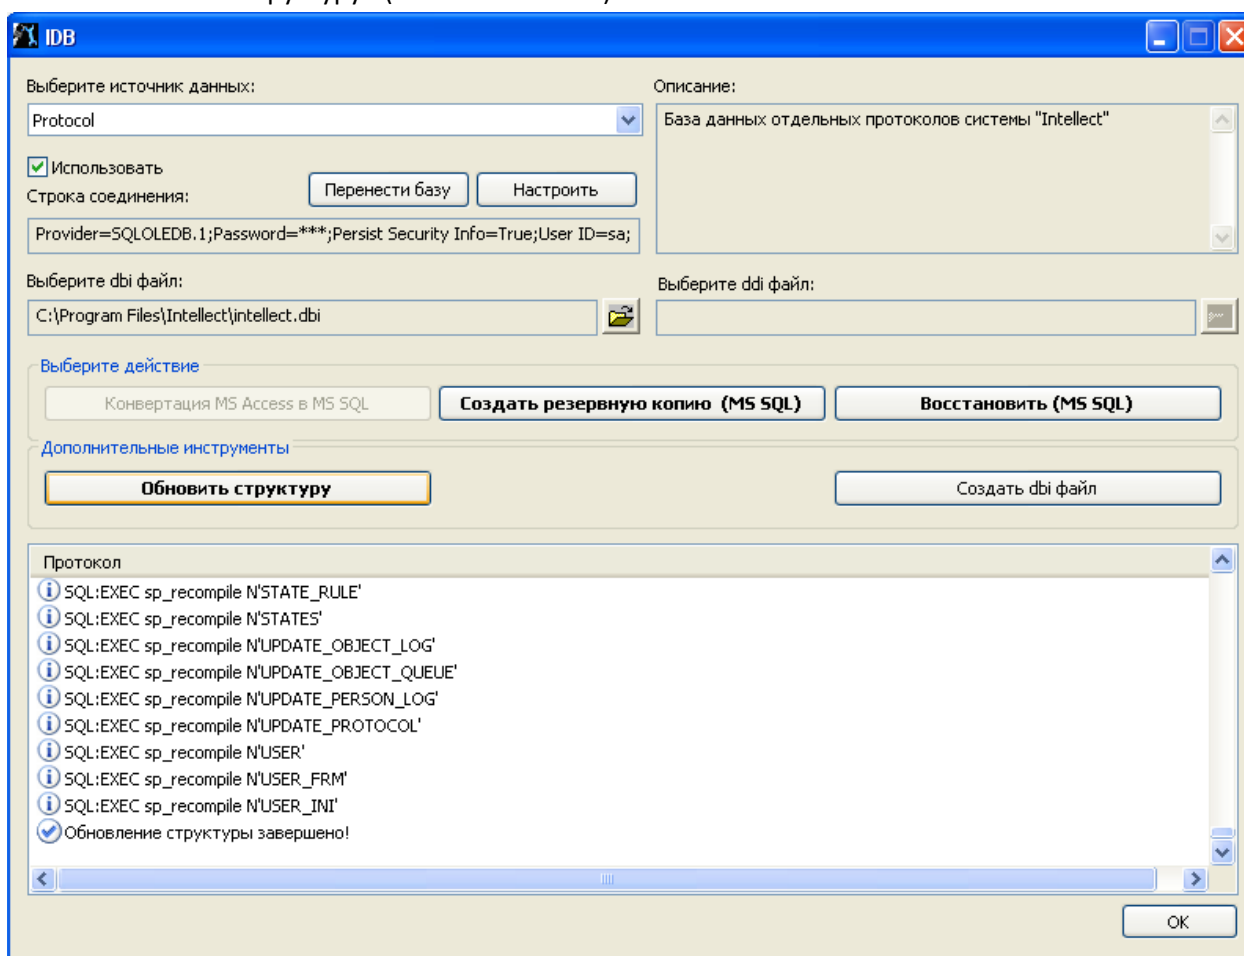 IDB
Выберите источник данных:
Описание:
Protocol
База данных отдельных протоколов системы "Intellect"
Использовать
Строка соединения:
Перенести базу
Настроить
Provider=SQLOLEDB.1;Password=***;Persist Security Info=True;User ID=sa;
Выберите dbi файл:
Выберите ddi файл:
C:\Program Files\Intellect\intellect.dbi
Выберите действие
Конвертация MS Access в MS SQL
Создать резервную копию (MS SQL)
Восстановить (MS SQL)
Дополнительные инструменты
Обновить структуру
Создать dbi файл
Протокол
SQL:EXEC sp_recompile N'STATE_RULE'
SQL:EXEC sp_recompile N'STATES'
SQL:EXEC sp_recompile N'UPDATE_OBJECT_LOG'
SQL:EXEC sp_recompile N'UPDATE_OBJECT_QUEUE'
SQL:EXEC sp_recompile N'UPDATE_PERSON_LOG'
SQL:EXEC sp_recompile N'UPDATE_PROTOCOL'
SQL:EXEC sp_recompile N'USER'
SQL:EXEC sp_recompile N'USER_FRM'
SQL:EXEC sp_recompile N'USER_INI'
Обновление структуры завершено!
OK